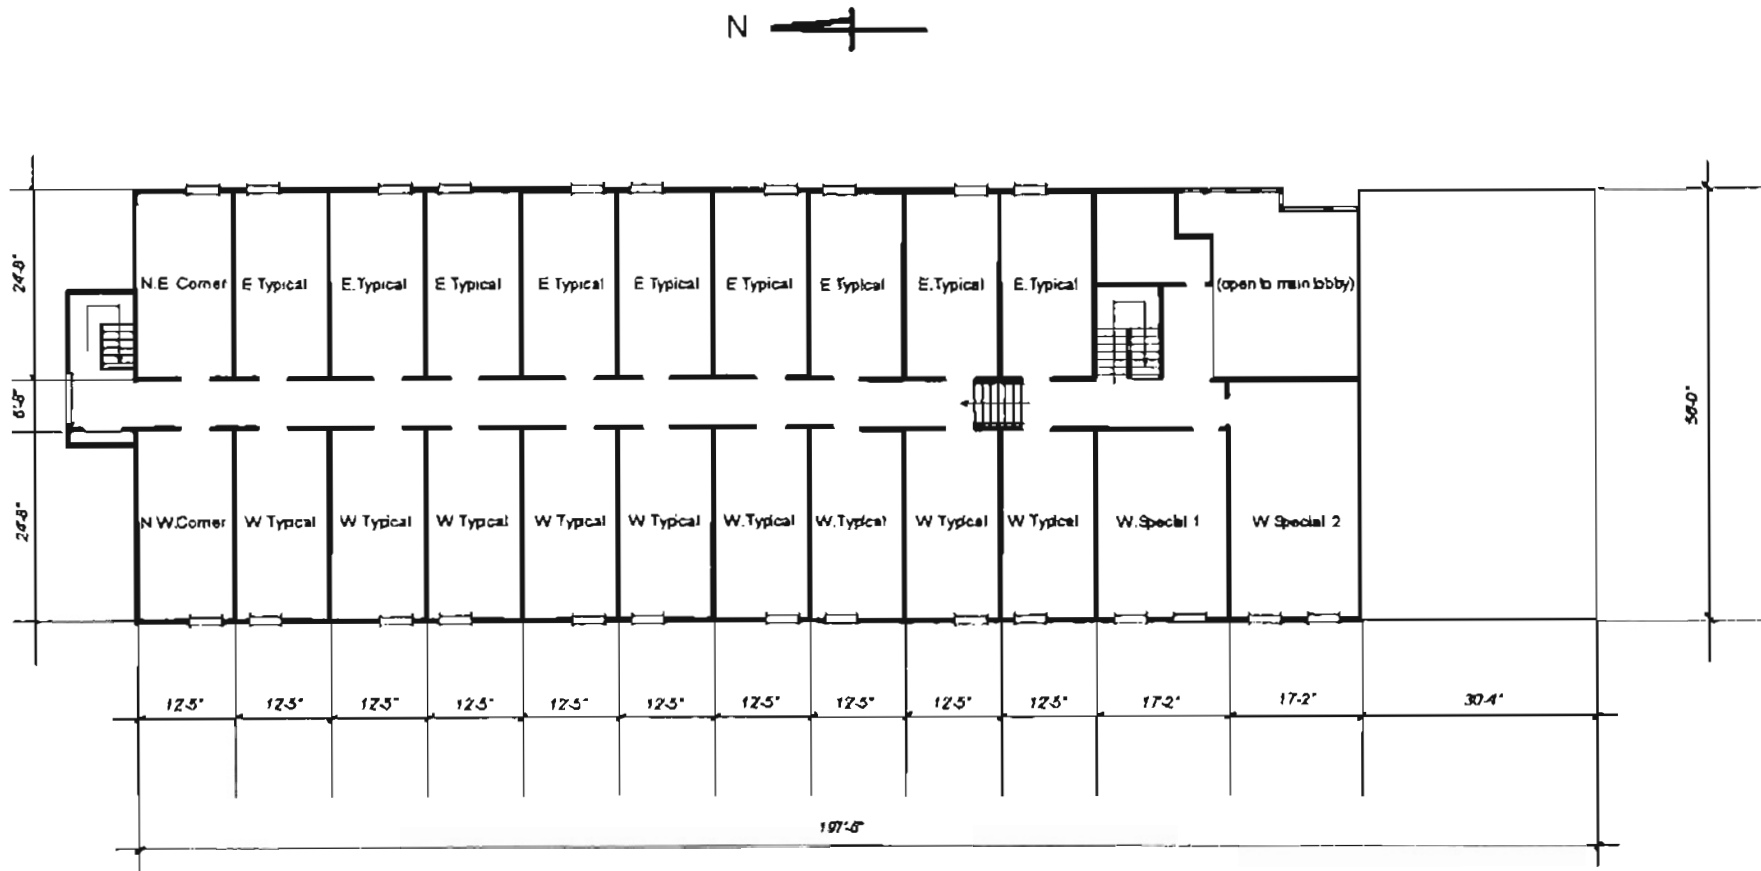 N
24'-8"
6'-8"
24'-8"
56'-0"
N.E. Corner E.Typical E.Typical E.Typical E.Typical E.Typical E.Typical E.Typical E.Typical E.Typical (open to main lobby)
N.W.Corner W.Typical W.Typical W.Typical W.Typical W.Typical W.Typical W.Typical W.Typical W.Typical W.Special 1 W.Special 2
12'-5" 12'-5" 12'-5" 12'-5" 12'-5" 12'-5" 12'-5" 12'-5" 12'-5" 12'-5" 17'-2" 17'-2" 30'-4"